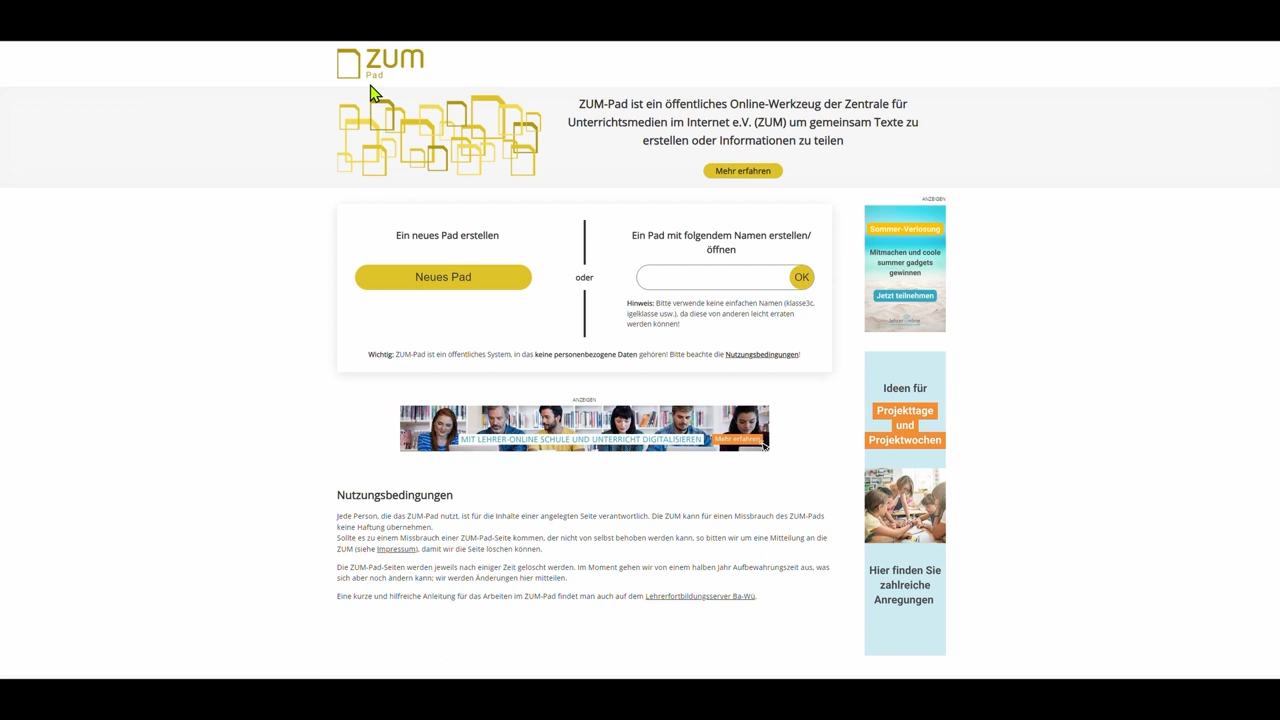 ZUM
Pad
ZUM-Pad ist ein öffentliches Online-Werkzeug der Zentrale für
Unterrichtsmedien im Internet e.V. (ZUM) um gemeinsam Texte zu
erstellen oder Informationen zu teilen
Mehr erfahren
Ein neues Pad erstellen
Neues Pad
oder
Ein Pad mit folgendem Namen erstellen/
öffnen
OK
Hinweis: Bitte verwende keine einfachen Namen (klasse3c,
igelklasse usw.), da diese von anderen leicht erraten
werden können!
Wichtig: ZUM-Pad ist ein öffentliches System, in das keine personenbezogene Daten gehören! Bitte beachte die Nutzungsbedingungen!
ANZEIGEN
MIT LEHRER-ONLINE SCHULE UND UNTERRICHT DIGITALISIEREN
Mehr erfahren
Nutzungsbedingungen
Jede Person, die das ZUM-Pad nutzt, ist für die Inhalte einer angelegten Seite verantwortlich. Die ZUM kann für einen Missbrauch des ZUM-Pads
keine Haftung übernehmen.
Sollte es zu einem Missbrauch einer ZUM-Pad-Seite kommen, der nicht von selbst behoben werden kann, so bitten wir um eine Mitteilung an die
ZUM (siehe Impressum), damit wir die Seite löschen können.
Die ZUM-Pad-Seiten werden jeweils nach einiger Zeit gelöscht werden. Im Moment gehen wir von einem halben Jahr Aufbewahrungszeit aus, was
sich aber noch ändern kann; wir werden Änderungen hier mitteilen.
Eine kurze und hilfreiche Anleitung für das Arbeiten im ZUM-Pad findet man auch auf dem Lehrerfortbildungsserver Ba-Wü.
ANZEIGEN
Sommer-Verlosung
Mitmachen und coole
summer gadgets
gewinnen
Jetzt teilnehmen
lehrer online
Ideen für
Projekttage
und
Projektwochen
Hier finden Sie
zahlreiche
Anregungen